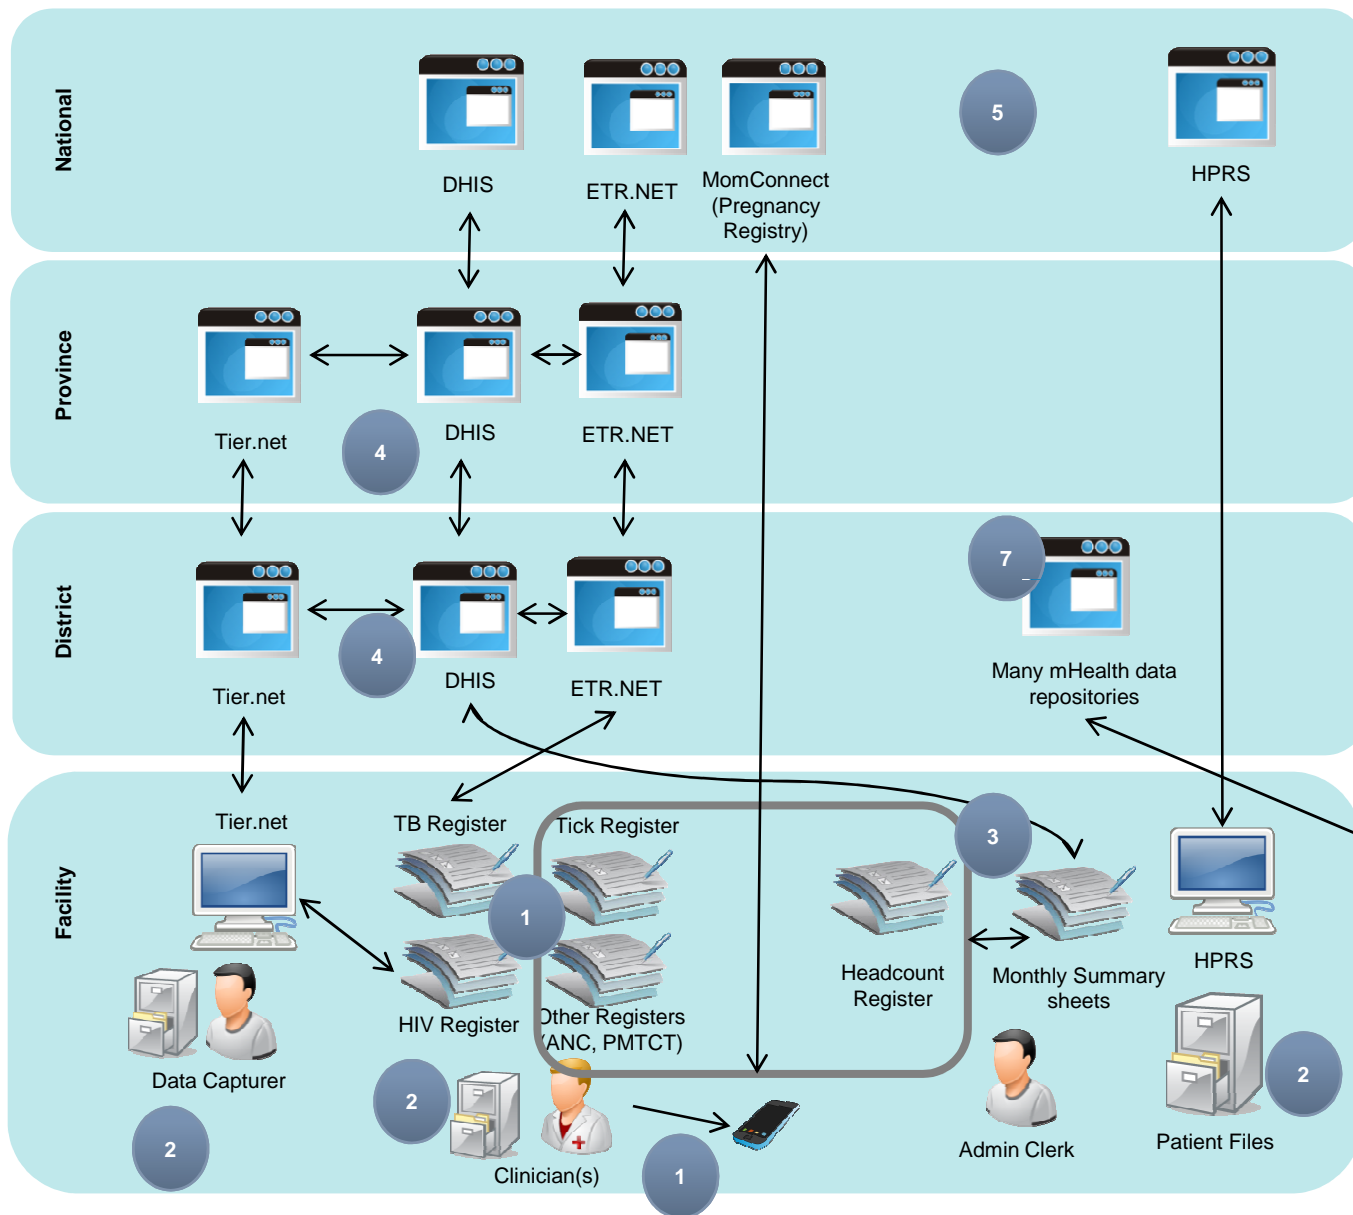 National
5
DHIS
ETR.NET
MomConnect
(Pregnancy
Registry)
HPRS
Province
Tier.net
4
DHIS
ETR.NET
District
7
Tier.net
4
DHIS
ETR.NET
Many mHealth data
repositories
Facility
Tier.net
TB Register
Tick Register
3
1
HIV Register
Other Registers
(ANC, PMTCT)
Headcount
Register
Monthly Summary
sheets
HPRS
Data Capturer
2
2
Clinician(s)
1
Admin Clerk
Patient Files
2